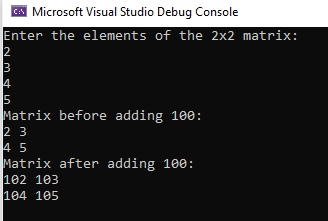 Microsoft Visual Studio Debug Console
Enter the elements of the 2x2 matrix:
2
3
4
5
Matrix before adding 100:
2 3
4 5
Matrix after adding 100:
102 103
104 105